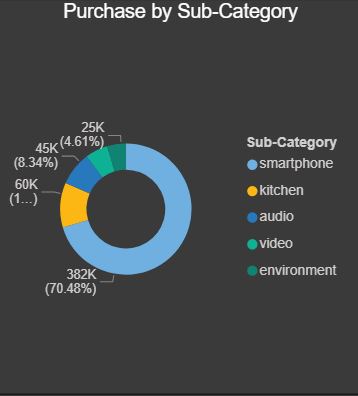 Purchase by Sub-Category
25K
(4.61%)
45K
(8.34%)
60K
(1...)
382K
(70.48%)
Sub-Category
smartphone
kitchen
audio
video
environment